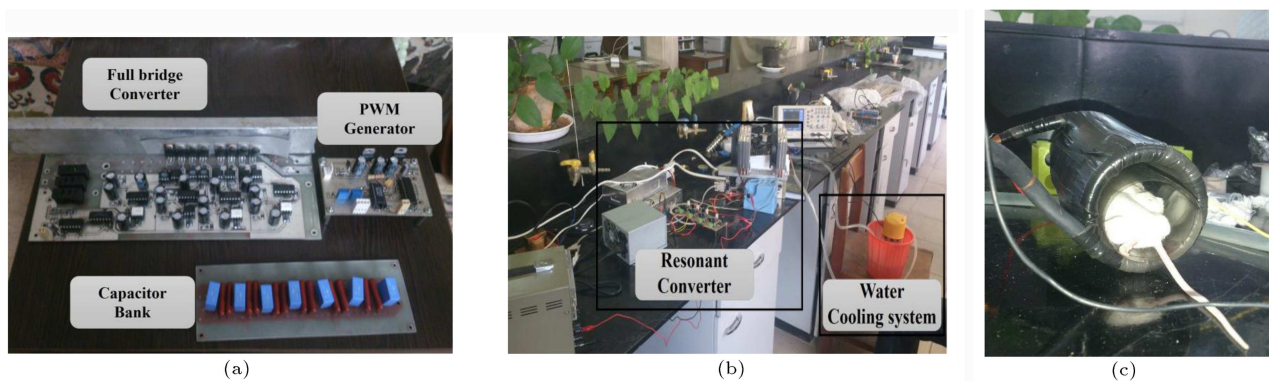 Full bridge
Converter
PWM
Generator
Capacitor
Bank
(a)
Resonant
Converter
Water
Cooling system
(b)
(c)